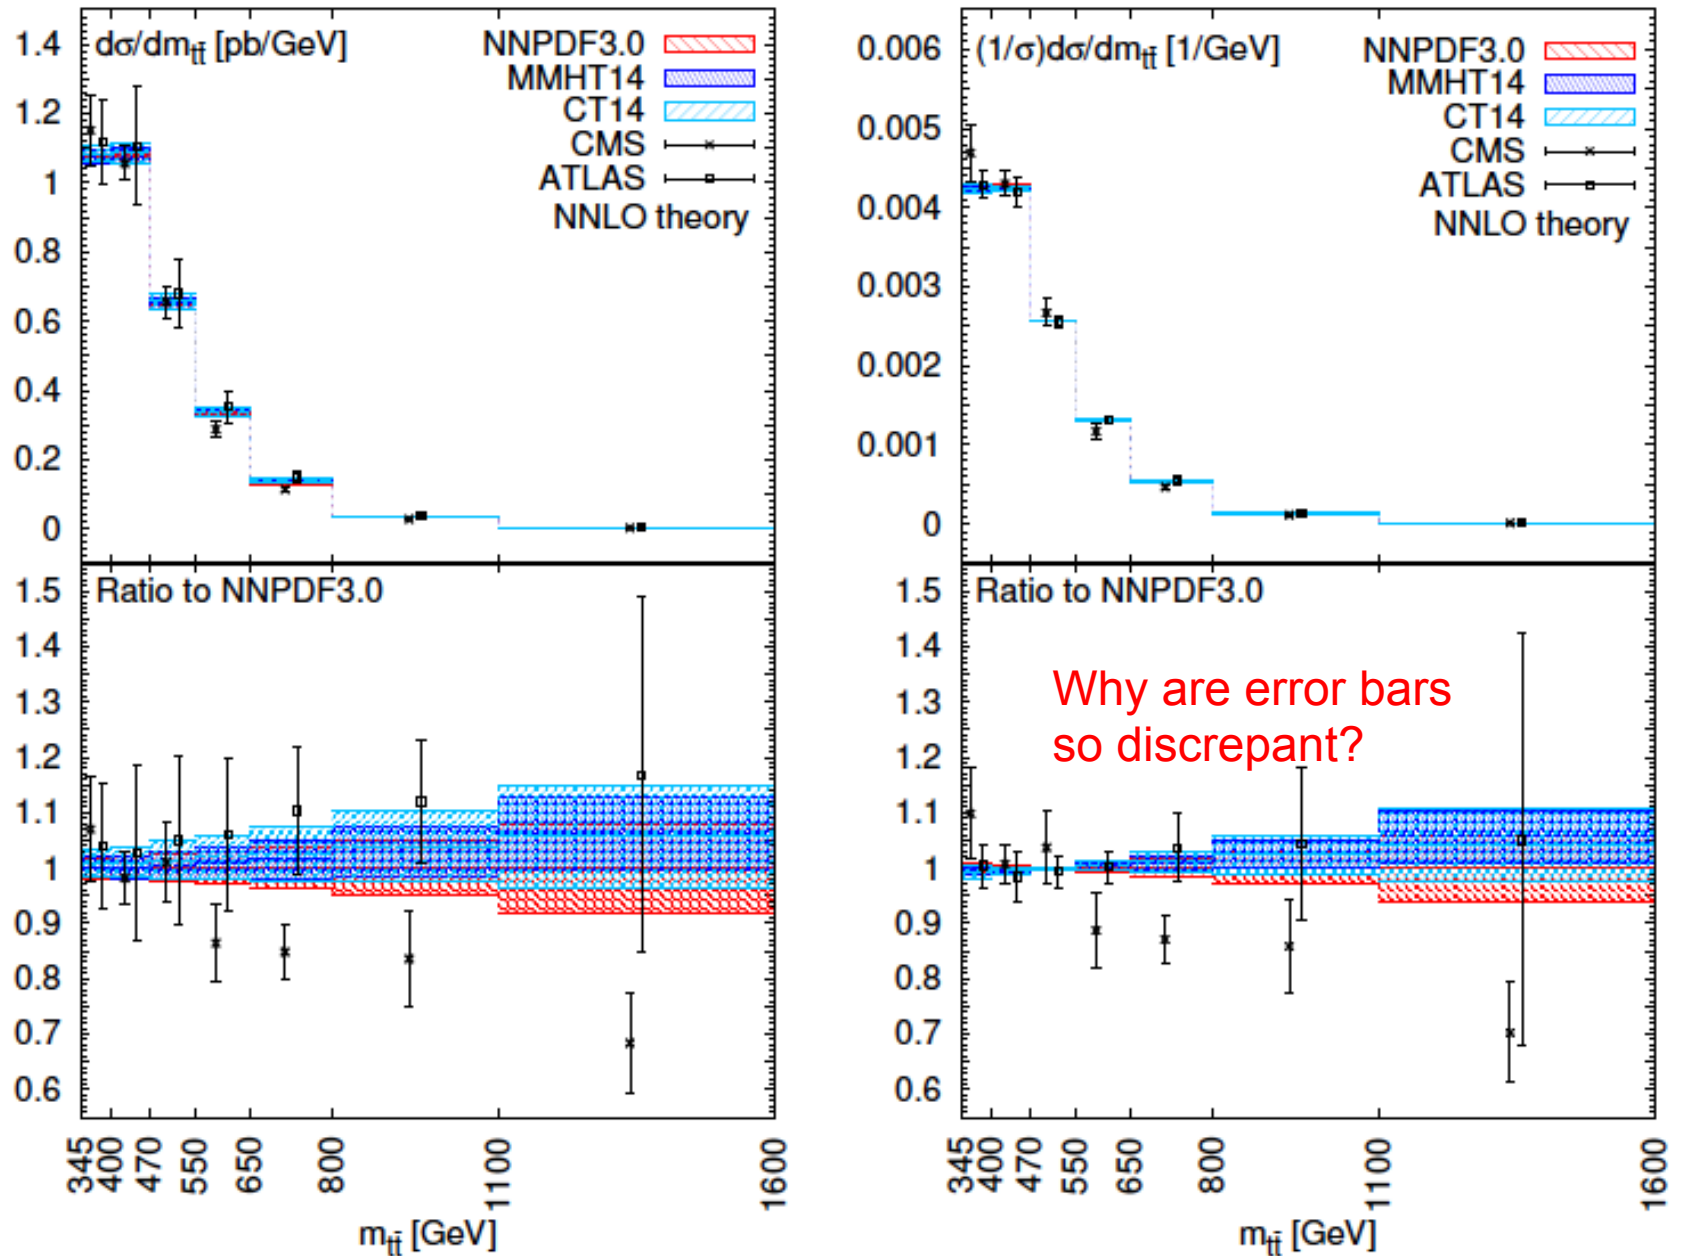 dσ/dm_tt̄ [pb/GeV]
NNPDF3.0
MMHT14
CT14
CMS
ATLAS
NNLO theory
1.4
1.2
1
0.8
0.6
0.4
0.2
0
Ratio to NNPDF3.0
1.5
1.4
1.3
1.2
1.1
1
0.9
0.8
0.7
0.6
345 400 470 550 650 800 1100 1600
m_tt̄ [GeV]
(1/σ)dσ/dm_tt̄ [1/GeV]
NNPDF3.0
MMHT14
CT14
CMS
ATLAS
NNLO theory
0.006
0.005
0.004
0.003
0.002
0.001
0
Ratio to NNPDF3.0
Why are error bars
so discrepant?
1.5
1.4
1.3
1.2
1.1
1
0.9
0.8
0.7
0.6
345 400 470 550 650 800 1100 1600
m_tt̄ [GeV]